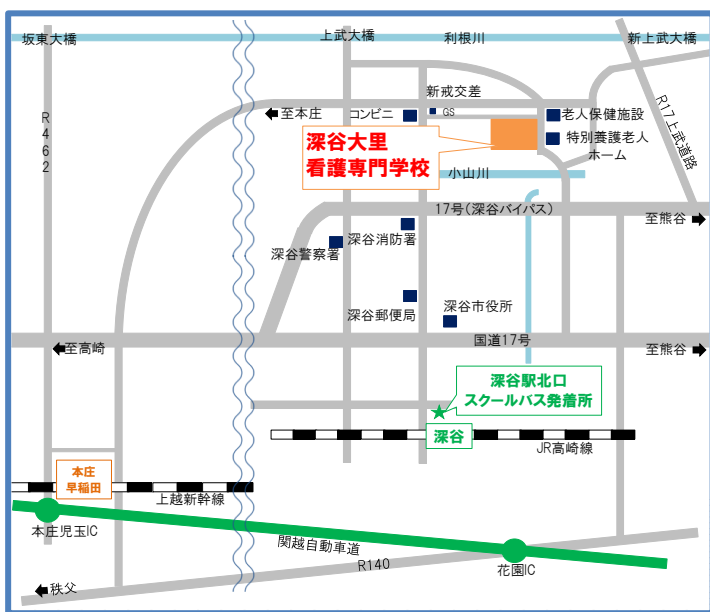 坂東大橋
上武大橋
利根川
新上武大橋
R462
新戒交差
至本庄
コンビニ
GS
老人保健施設
R17上武道路
深谷大里
看護専門学校
特別養護老人
ホーム
小山川
17号(深谷バイパス)
至熊谷
深谷消防署
深谷警察署
深谷郵便局
深谷市役所
国道17号
至高崎
至熊谷
深谷駅北口
スクールバス発着所
深谷
JR高崎線
本庄
早稲田
上越新幹線
本庄児玉IC
関越自動車道
R140
花園IC
秩父